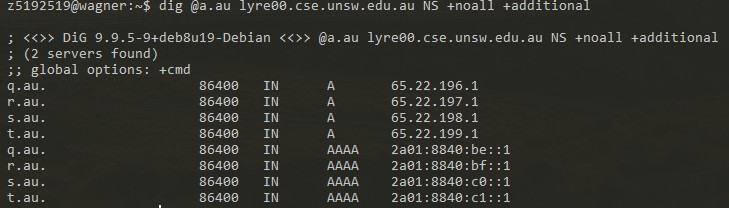 z5192519@wagner:~$ dig @a.au lyre00.cse.unsw.edu.au NS +noall +additional
; <<>> DiG 9.9.5-9+deb8u19-Debian <<>> @a.au lyre00.cse.unsw.edu.au NS +noall +additional
; (2 servers found)
;; global options: +cmd
q.au. 86400 IN A 65.22.196.1
r.au. 86400 IN A 65.22.197.1
s.au. 86400 IN A 65.22.198.1
t.au. 86400 IN A 65.22.199.1
q.au. 86400 IN AAAA 2a01:8840:be::1
r.au. 86400 IN AAAA 2a01:8840:bf::1
s.au. 86400 IN AAAA 2a01:8840:c0::1
t.au. 86400 IN AAAA 2a01:8840:c1::1